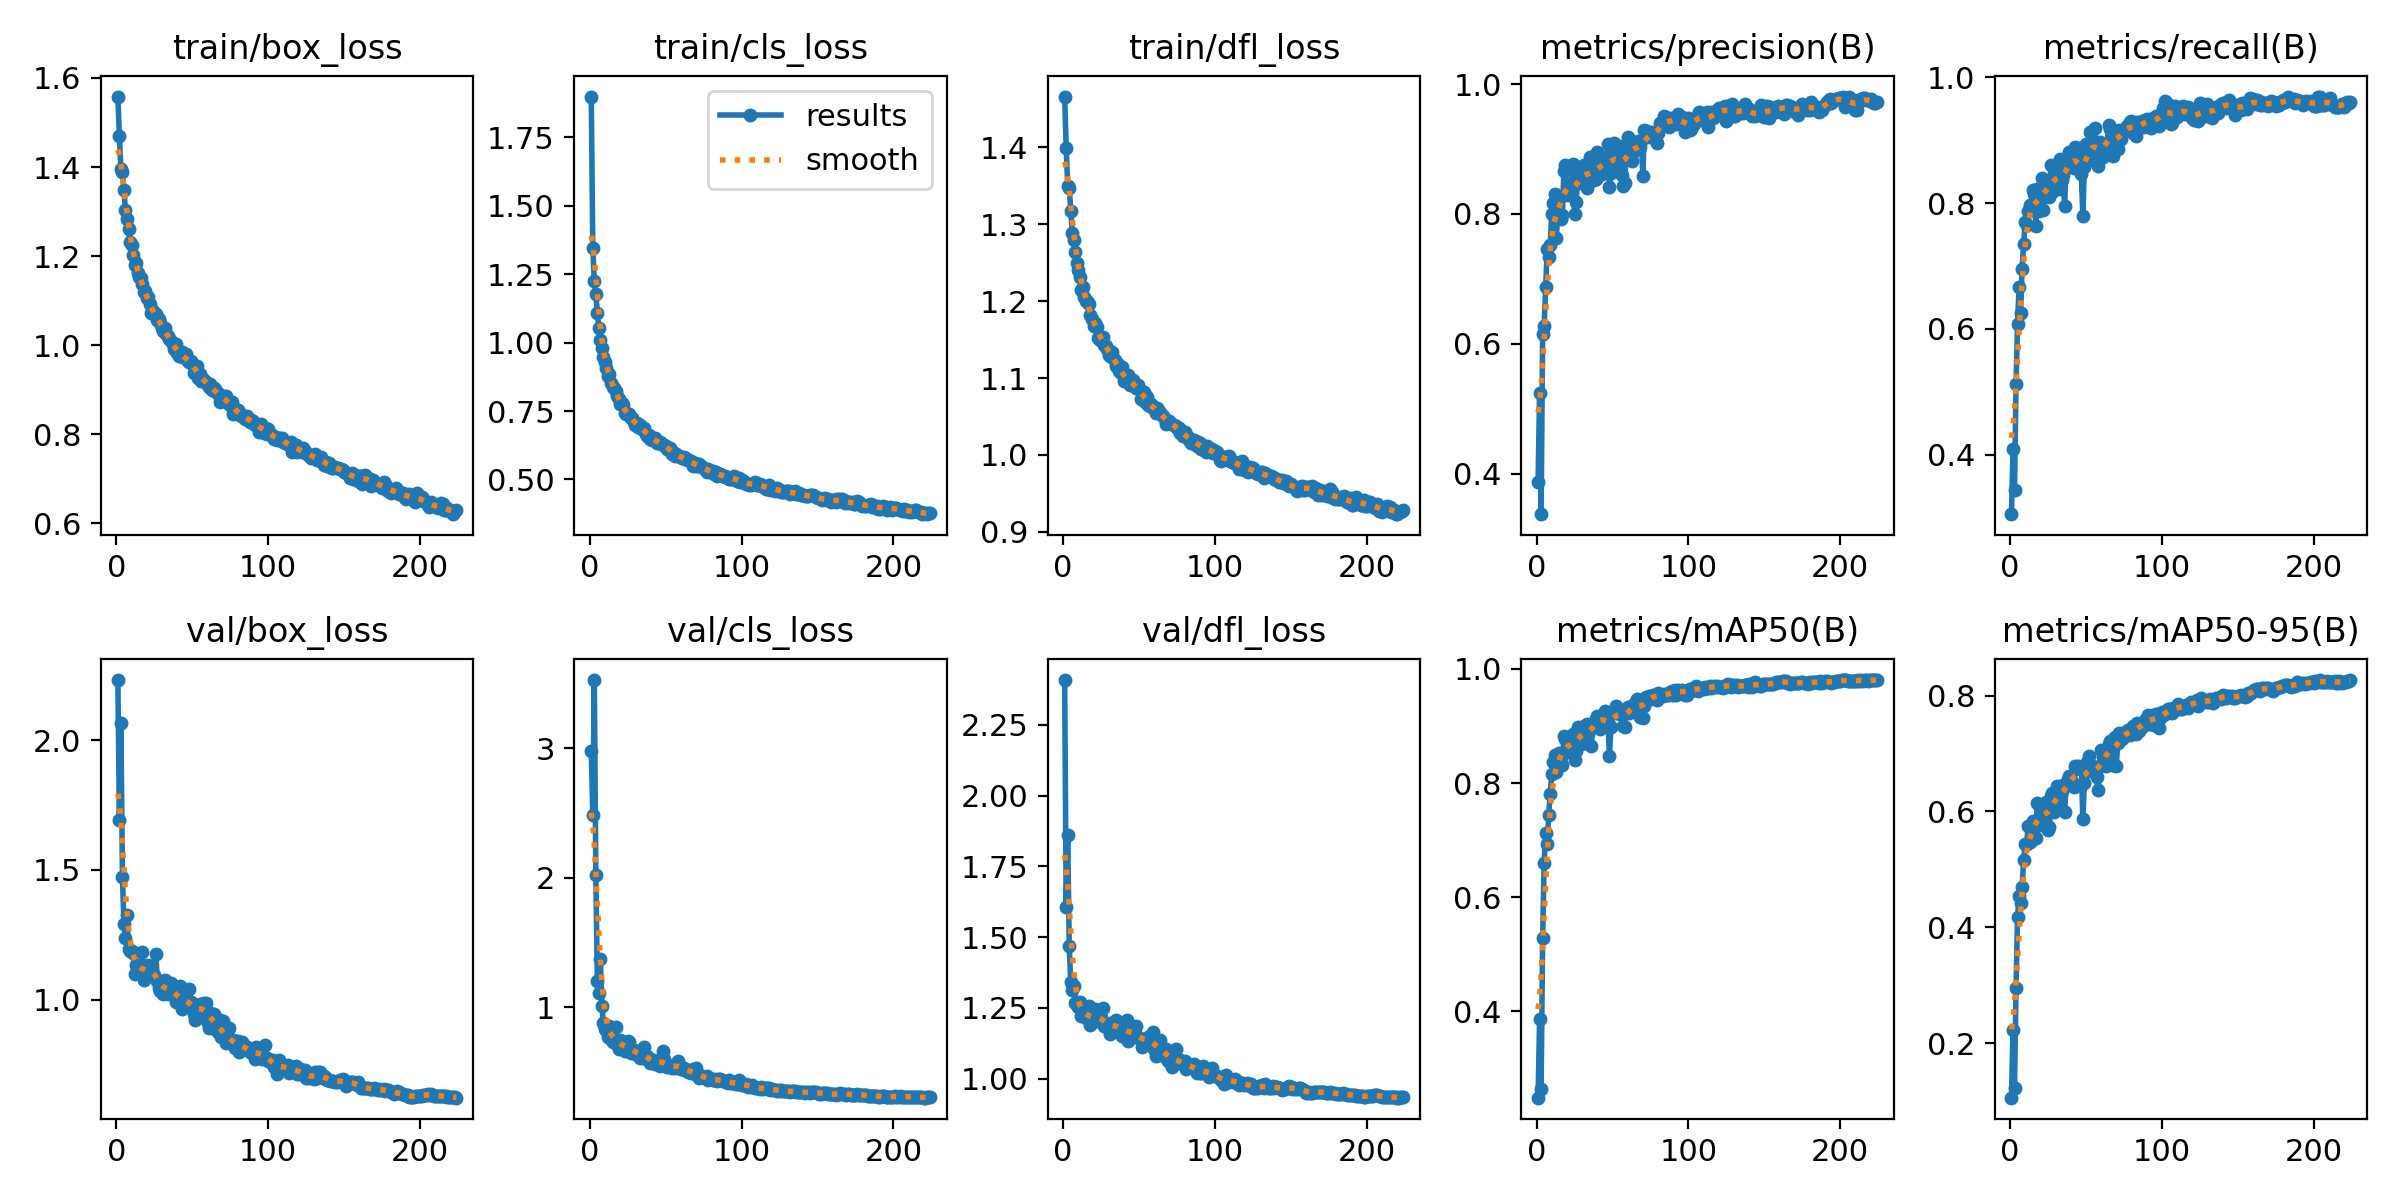 train/box_loss
1.6
1.4
1.2
1.0
0.8
0.6
0 100 200
train/cls_loss
results
smooth
1.75
1.50
1.25
1.00
0.75
0.50
0 100 200
train/dfl_loss
1.4
1.3
1.2
1.1
1.0
0.9
0 100 200
metrics/precision(B)
1.0
0.8
0.6
0.4
0 100 200
metrics/recall(B)
1.0
0.8
0.6
0.4
0 100 200
val/box_loss
2.0
1.5
1.0
0 100 200
val/cls_loss
3
2
1
0 100 200
val/dfl_loss
2.25
2.00
1.75
1.50
1.25
1.00
0 100 200
metrics/mAP50(B)
1.0
0.8
0.6
0.4
0 100 200
metrics/mAP50-95(B)
0.8
0.6
0.4
0.2
0 100 200